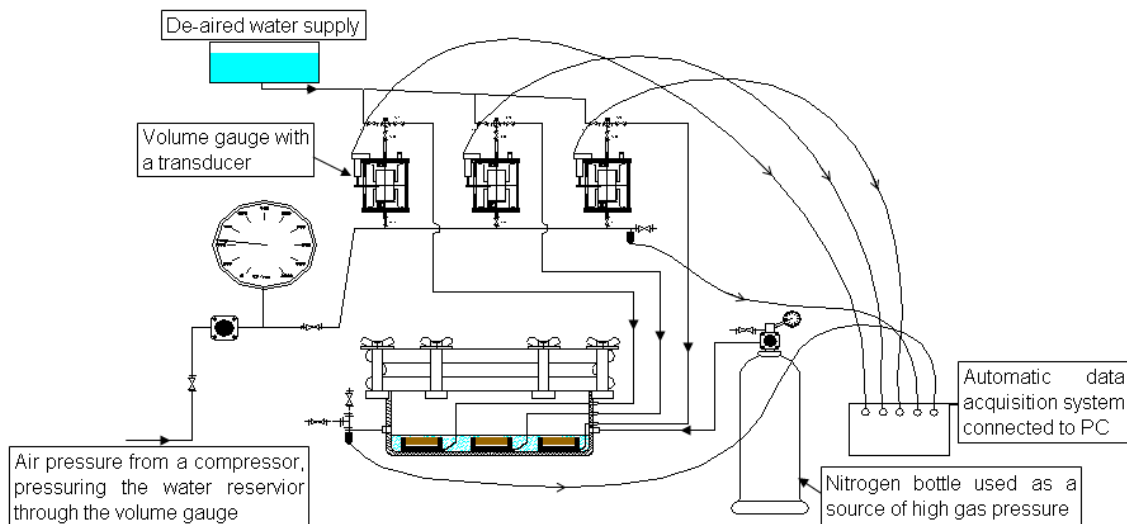 De-aired water supply
Volume gauge with
a transducer
Automatic data
acquisition system
connected to PC
Air pressure from a compressor,
pressuring the water reservior
through the volume gauge
Nitrogen bottle used as a
source of high gas pressure